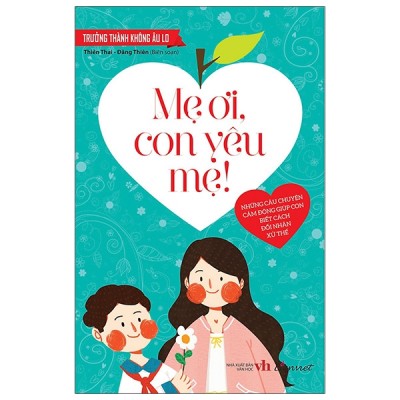 TRƯỞNG THÀNH KHÔNG ÂU LO
Thiên Thai - Đăng Thiên (Biên soạn)
Mẹ ơi,
con yêu
mẹ!
NHỮNG CÂU CHUYỆN
CẢM ĐỘNG GIÚP CON
BIẾT CÁCH
ĐỐI NHÂN
XỬ THẾ
NHÀ XUẤT BẢN
VĂN HỌC
vh